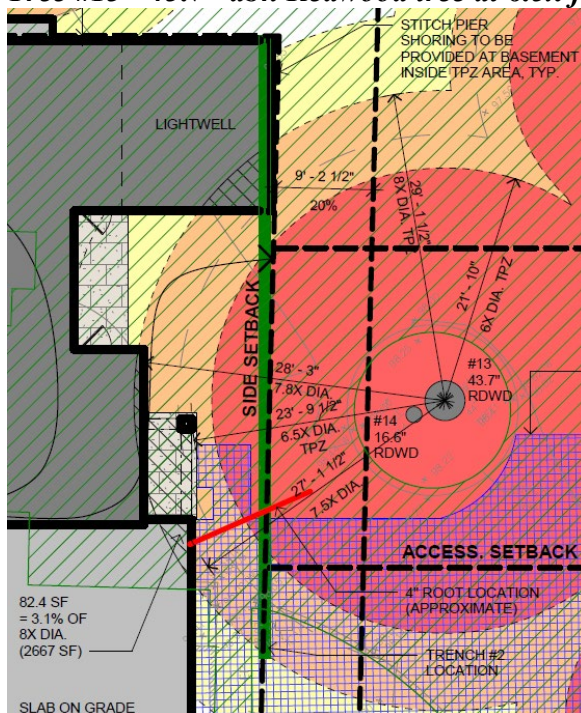 STITCH PIER
SHORING TO BE
PROVIDED AT BASEMENT
INSIDE TPZ AREA, TYP.
LIGHTWELL
9' - 2 1/2"
20%
29' - 1 1/2"
8X DIA. TPZ
21' - 10"
6X DIA. TPZ
SIDE SETBACK
28' - 3"
7.8X DIA.
23' - 9 1/2"
6.5X DIA.
TPZ
27' - 1 1/2"
7.5X DIA.
#13
43.7"
RDWD
#14
16.6"
RDWD
ACCESS. SETBACK
82.4 SF
= 3.1% OF
8X DIA.
(2667 SF)
4" ROOT LOCATION
(APPROXIMATE)
TRENCH #2
LOCATION
SLAB ON GRADE